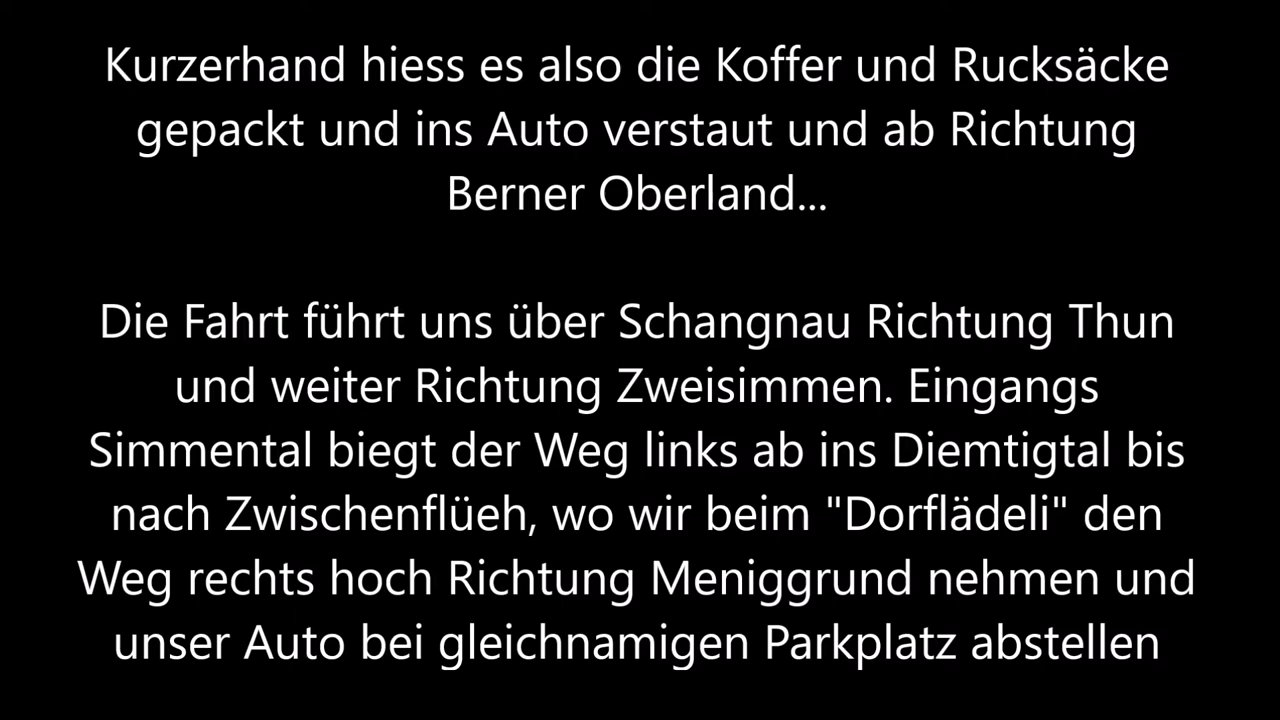 Kurzerhand hiess es also die Koffer und Rucksäcke
gepackt und ins Auto verstaut und ab Richtung
Berner Oberland...
Die Fahrt führt uns über Schangnau Richtung Thun
und weiter Richtung Zweisimmen. Eingangs
Simmental biegt der Weg links ab ins Diemtigtal bis
nach Zwischenflüeh, wo wir beim "Dorflädeli" den
Weg rechts hoch Richtung Meniggrund nehmen und
unser Auto bei gleichnamigen Parkplatz abstellen